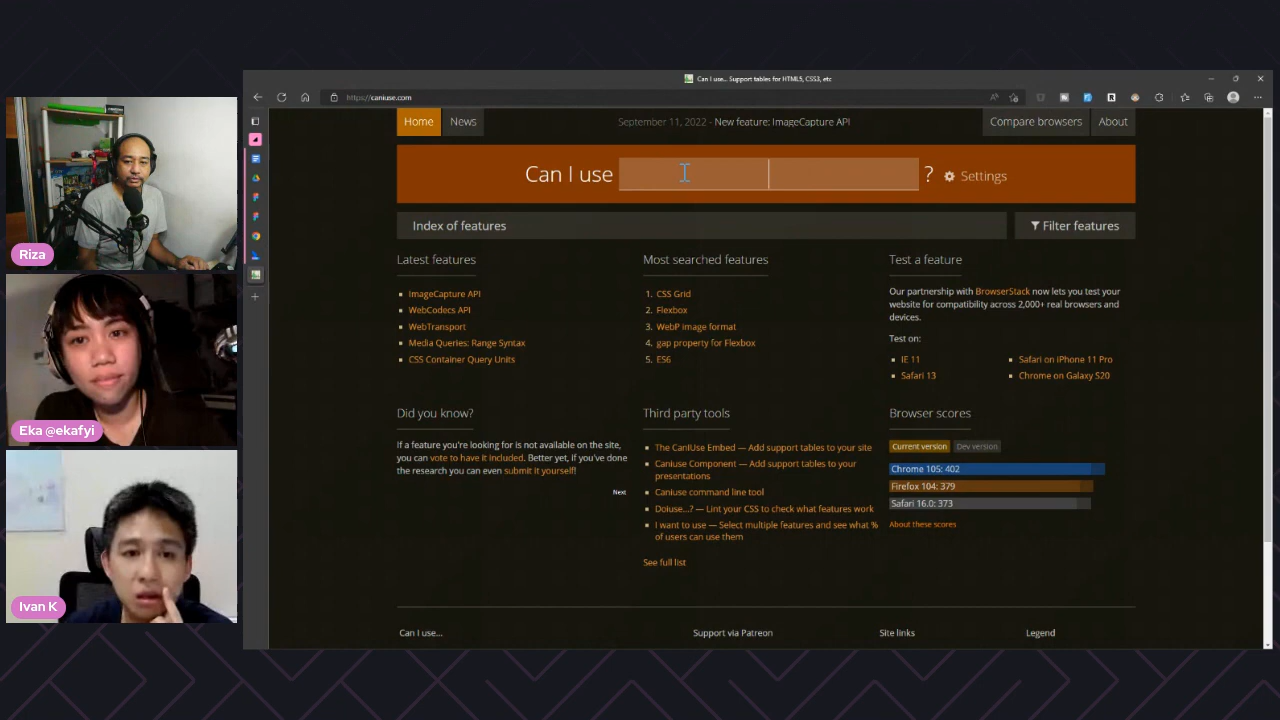 Can I use... Support tables for HTML5, CSS3, etc
https://caniuse.com
Home
News
September 11, 2022 - New feature: ImageCapture API
Compare browsers
About
Can I use
?
Settings
Index of features
Filter features
Latest features
ImageCapture API
WebCodecs API
WebTransport
Media Queries: Range Syntax
CSS Container Query Units
Most searched features
1. CSS Grid
2. Flexbox
3. WebP image format
4. gap property for Flexbox
5. ES6
Test a feature
Our partnership with BrowserStack now lets you test your
website for compatibility across 2,000+ real browsers and
devices.
Test on:
IE 11
Safari 13
Safari on iPhone 11 Pro
Chrome on Galaxy S20
Did you know?
If a feature you're looking for is not available on the site,
you can vote to have it included. Better yet, if you've done
the research you can even submit it yourself!
Next
Third party tools
The CanIUse Embed — Add support tables to your site
Caniuse Component — Add support tables to your
presentations
Caniuse command line tool
Doiuse...? — Lint your CSS to check what features work
I want to use — Select multiple features and see what %
of users can use them
See full list
Browser scores
Current version
Dev version
Chrome 105: 402
Firefox 104: 379
Safari 16.0: 373
About these scores
Can I use...
Support via Patreon
Site links
Legend
Riza
Eka @ekafyi
Ivan K